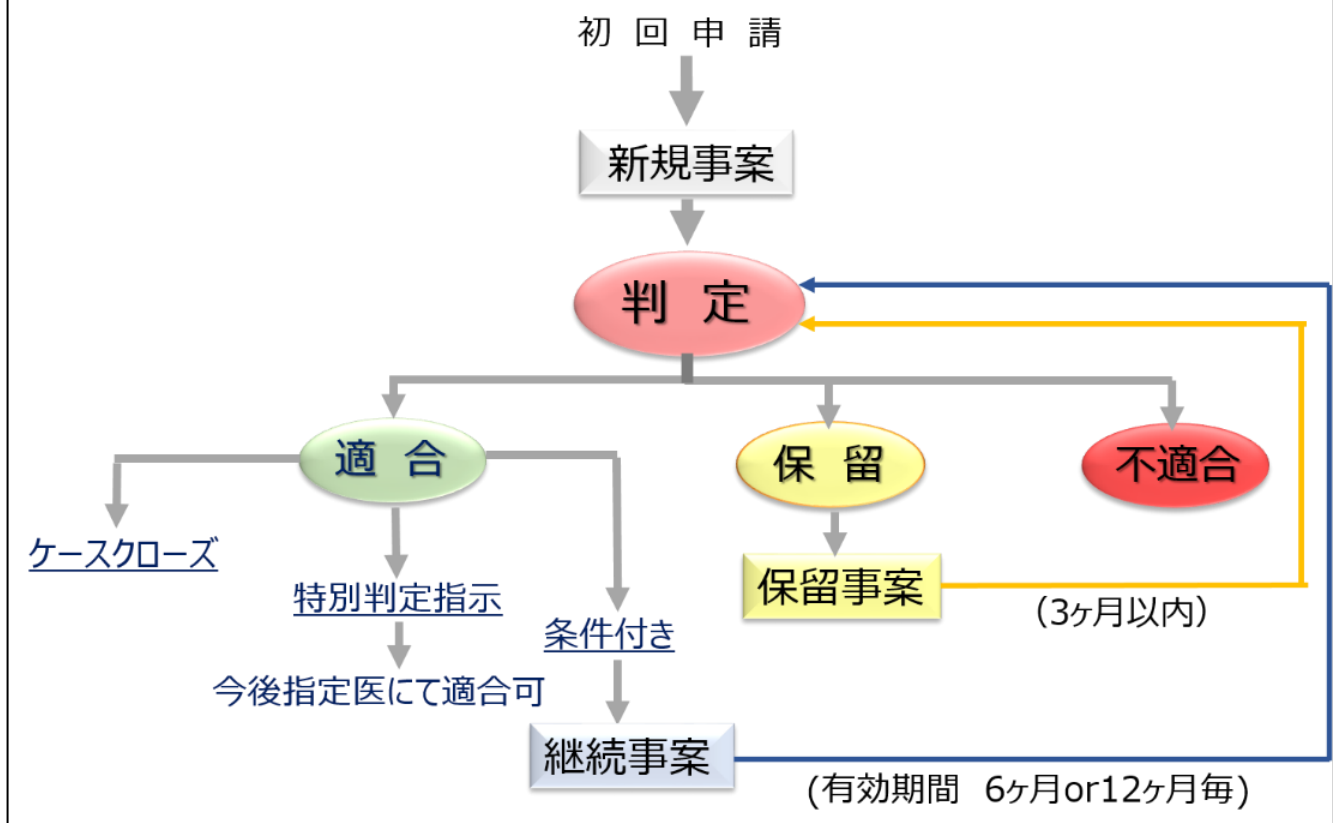 初 回 申 請
新規事案
判 定
適 合
保 留
不適合
ケースクローズ
特別判定指示
今後指定医にて適合可
条件付き
継続事案
保留事案
(3ヶ月以内)
(有効期間 6ヶ月or12ヶ月毎)